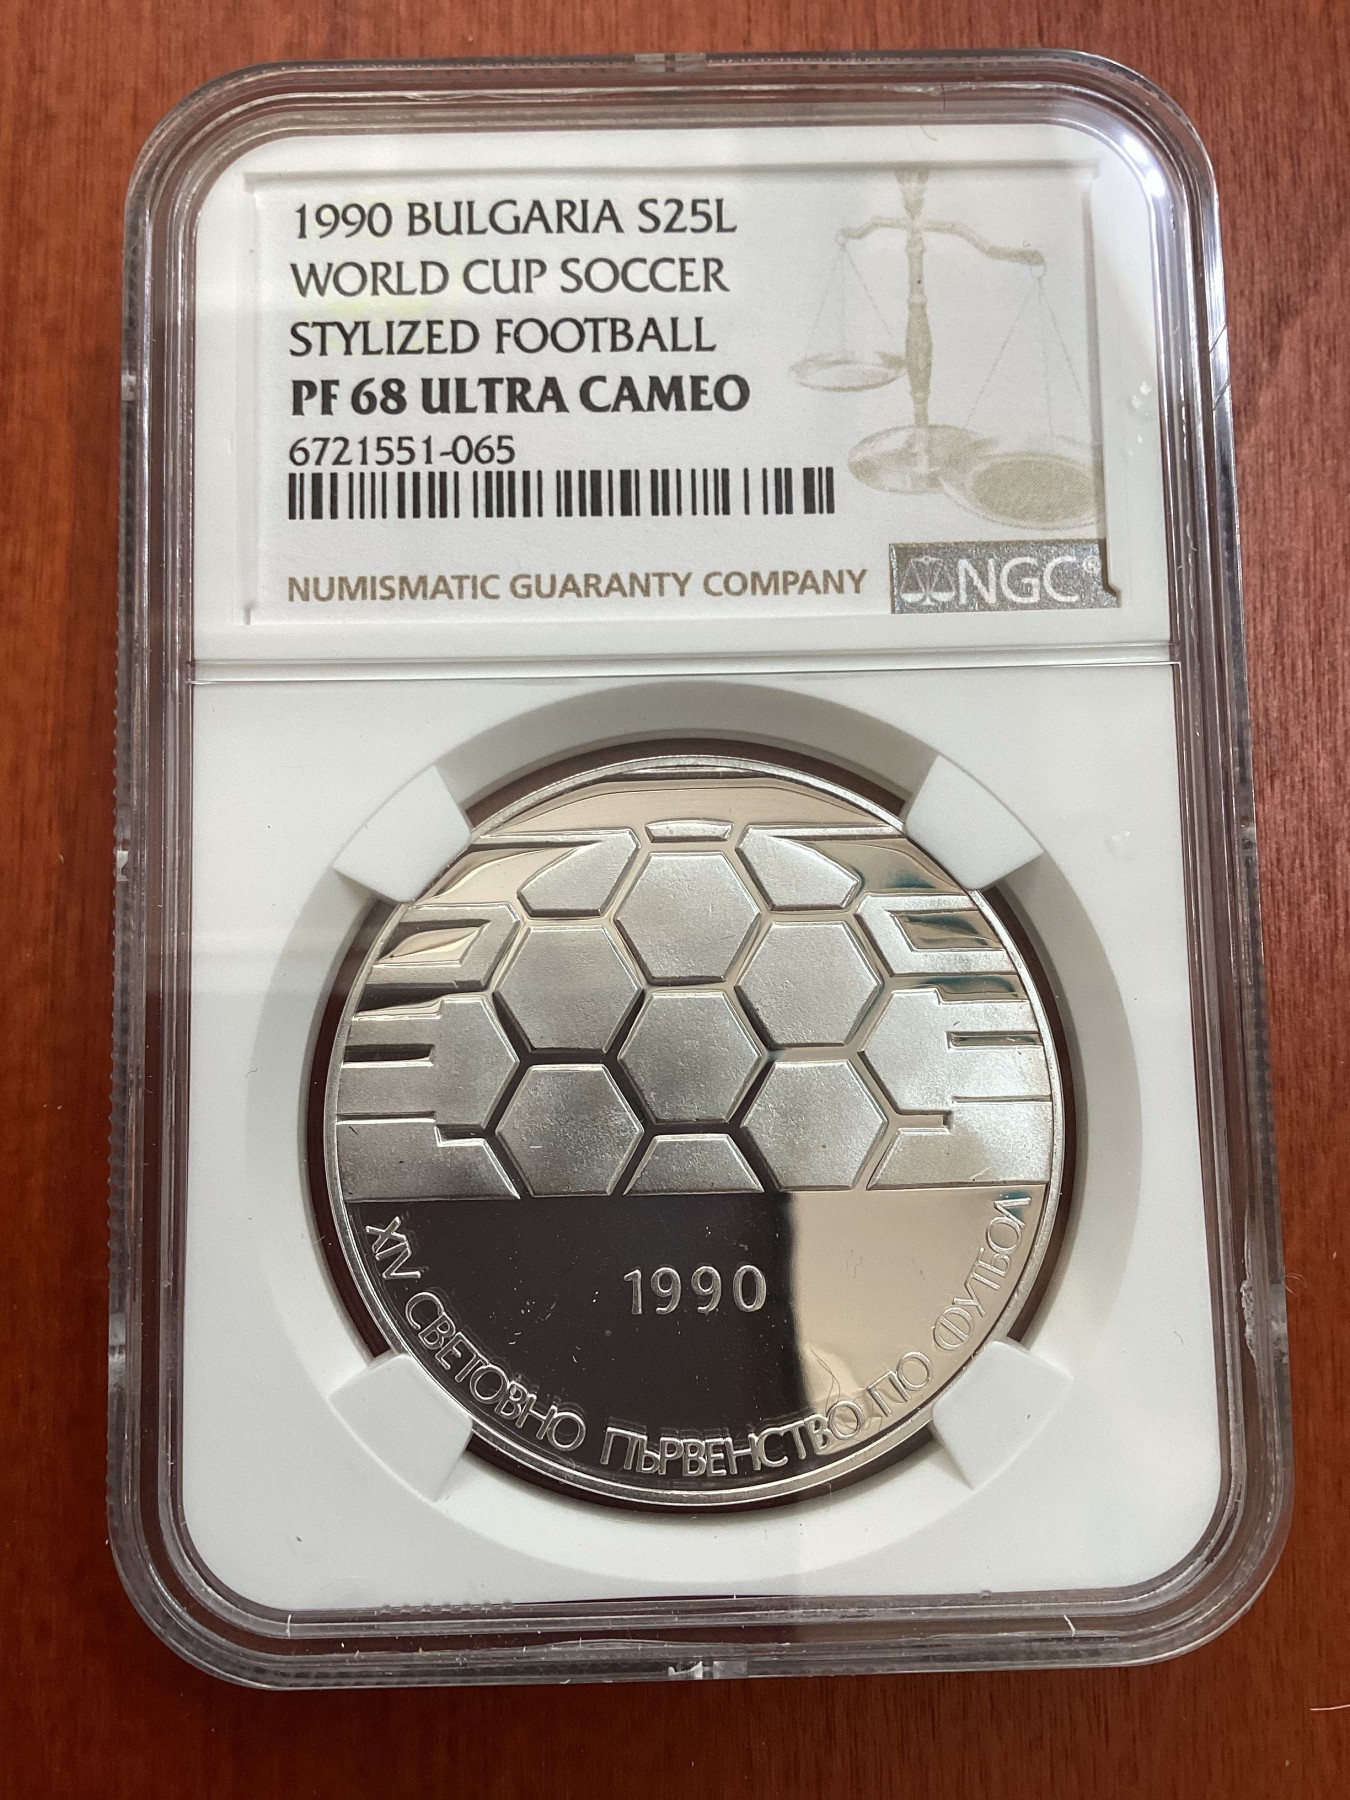 1990 BULGARIA S25L
WORLD CUP SOCCER
STYLIZED FOOTBALL
PF 68 ULTRA CAMEO
6721551-065
NUMISMATIC GUARANTY COMPANY
NGC®
1990
XIV СВЕТОВНО ПЪРВЕНСТВО ПО ФУТБОЛ